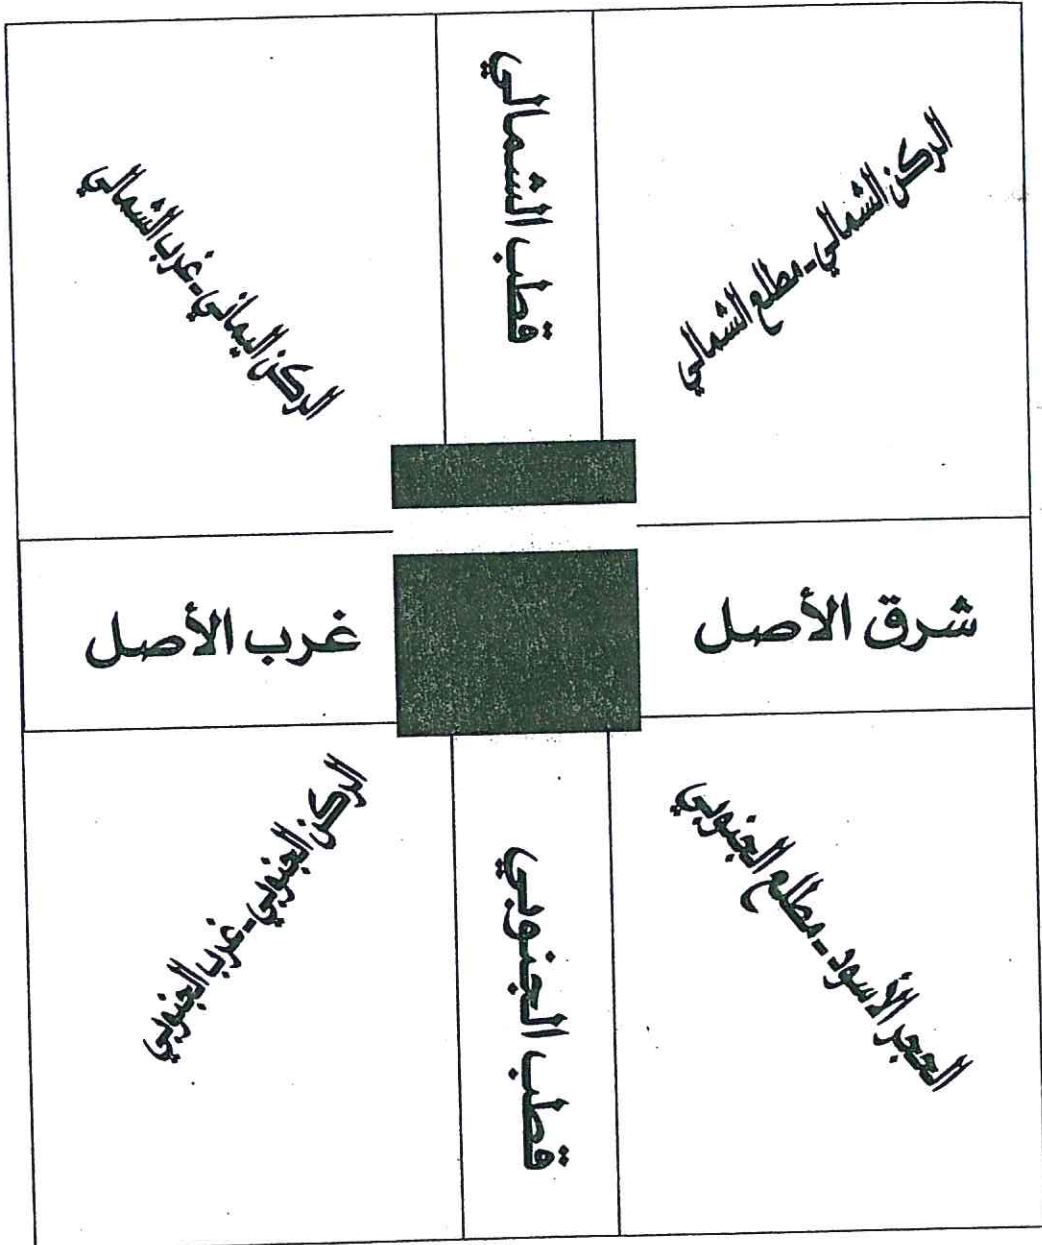 الركن الشمالي - مطلع الشمالي
قطب الشمالي
الركن اليماني - غرب الشمالي
شرق الأصل
غرب الأصل
الحجر الأسود - مطلع الجنوبي
قطب الجنوبي
الركن الجنوبي - غرب الجنوبي